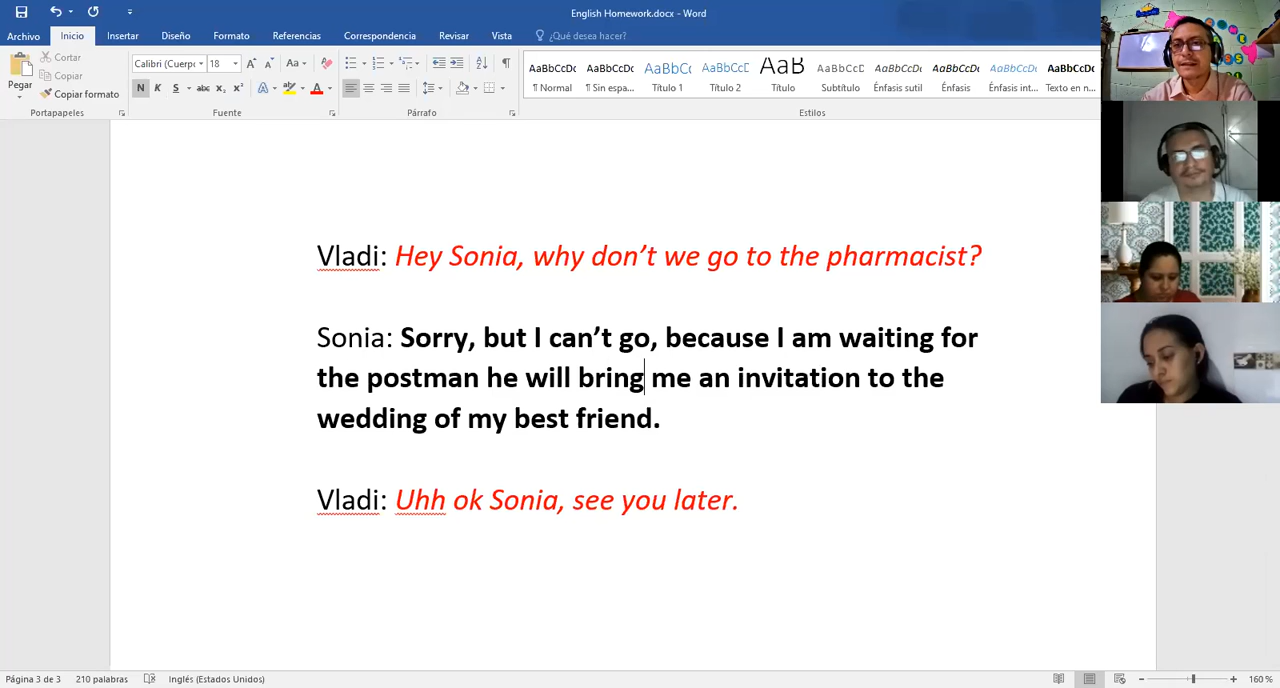 English Homework.docx - Word
Archivo Inicio Insertar Diseño Formato Referencias Correspondencia Revisar Vista ¿Qué desea hacer?
Pegar
Cortar
Copiar
Copiar formato
Portapapeles
Calibri (Cuerpo 18
Fuente
Párrafo
AaBbCcDc AaBbCcDc AaBbCc AaBbCcD AaB AaBbCcD AaBbCcDc AaBbCcDc AaBbCcDc AaBbCcDc
¶ Normal ¶ Sin espa... Título 1 Título 2 Título Subtítulo Énfasis sutil Énfasis Énfasis int... Texto en n...
Estilos
Vladi: Hey Sonia, why don’t we go to the pharmacist?
Sonia: Sorry, but I can’t go, because I am waiting for
the postman he will bring me an invitation to the
wedding of my best friend.
Vladi: Uhh ok Sonia, see you later.
Página 3 de 3 210 palabras Inglés (Estados Unidos) 160 %